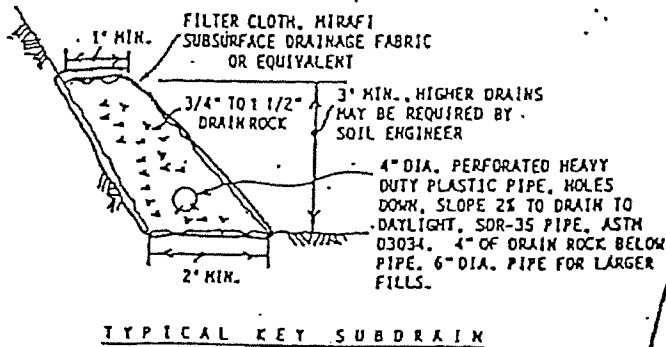 FILTER CLOTH, MIRAFI
SUBSURFACE DRAINAGE FABRIC
OR EQUIVALENT
1' MIN.
3/4" TO 1 1/2"
DRAIN ROCK
3' MIN., HIGHER DRAINS
MAY BE REQUIRED BY
SOIL ENGINEER
4" DIA. PERFORATED HEAVY
DUTY PLASTIC PIPE, HOLES
DOWN, SLOPE 2% TO DRAIN TO
DAYLIGHT, SDR-35 PIPE, ASTM
D3034. 4" OF DRAIN ROCK BELOW
PIPE. 6" DIA. PIPE FOR LARGER
FILLS.
2' MIN.
TYPICAL KEY SUBDRAIN